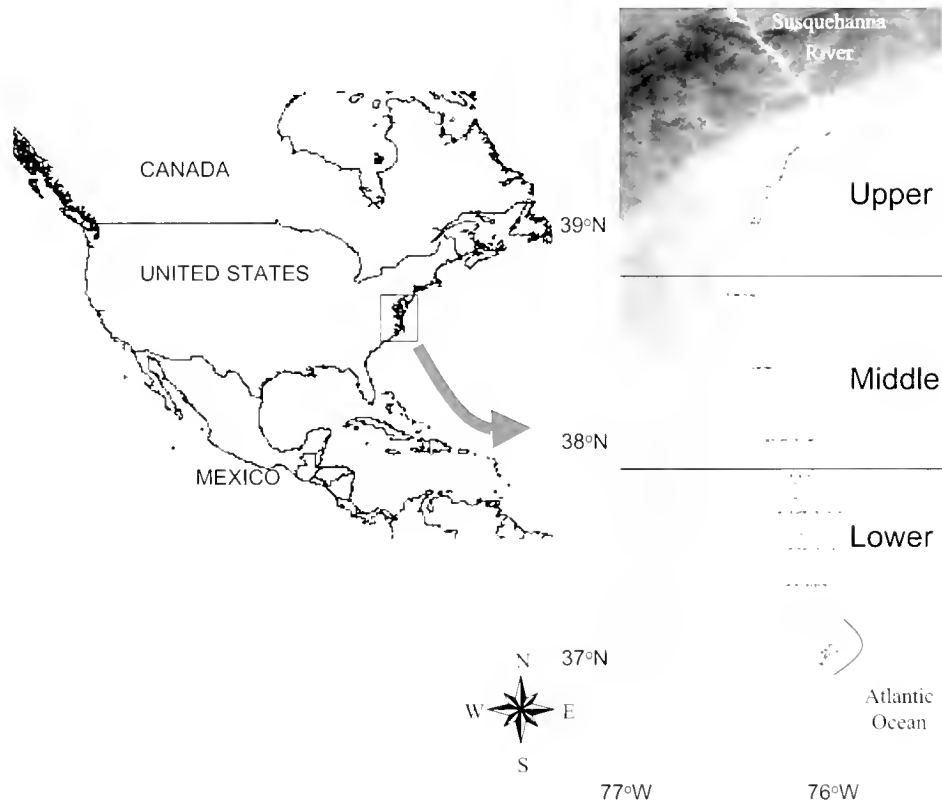 Susquehanna
River
CANADA
Upper
39°N
UNITED STATES
Middle
38°N
MEXICO
Lower
37°N
N
W
E
S
Atlantic
Ocean
77°W
76°W